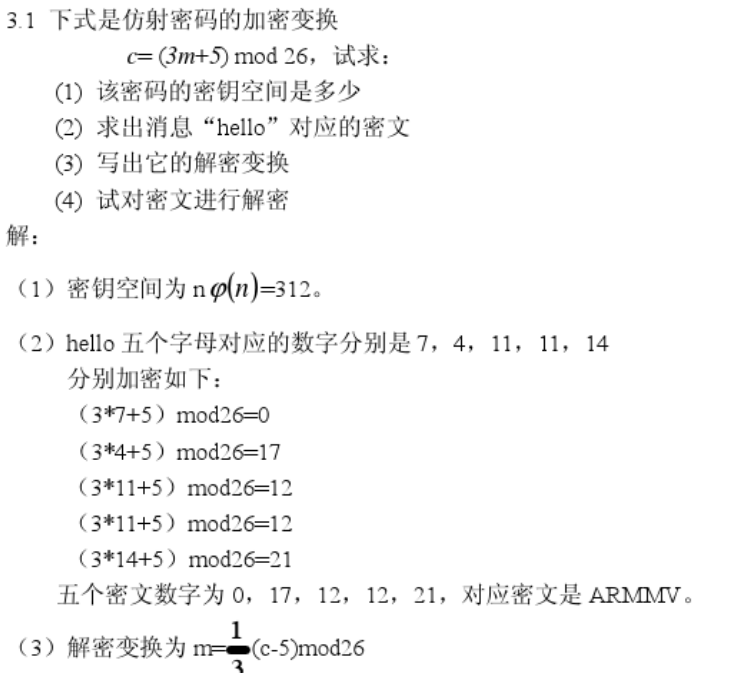 3.1 下式是仿射密码的加密变换
c= (3m+5) mod 26，试求：
(1) 该密码的密钥空间是多少
(2) 求出消息“hello”对应的密文
(3) 写出它的解密变换
(4) 试对密文进行解密
解：
（1）密钥空间为 n φ(n)=312。
（2）hello 五个字母对应的数字分别是 7，4，11，11，14
分别加密如下：
（3*7+5）mod26=0
（3*4+5）mod26=17
（3*11+5）mod26=12
（3*11+5）mod26=12
（3*14+5）mod26=21
五个密文数字为 0，17，12，12，21，对应密文是 ARMMV。
（3）解密变换为 m=1/3(c-5)mod26